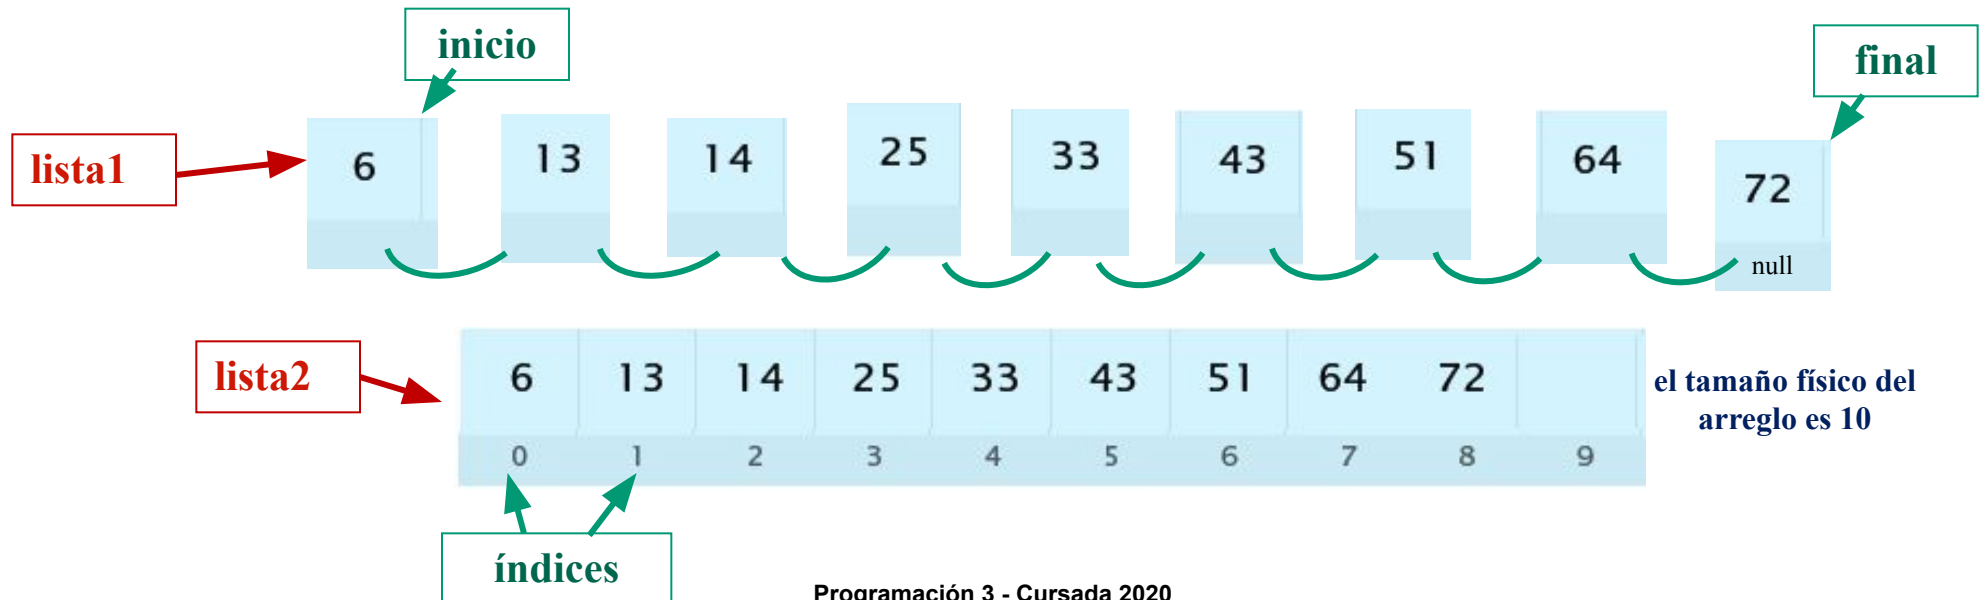 inicio
final
lista1
6 13 14 25 33 43 51 64 72
null
lista2
6 13 14 25 33 43 51 64 72
0 1 2 3 4 5 6 7 8 9
el tamaño físico del
arreglo es 10
índices
Programación 3 - Cursada 2020